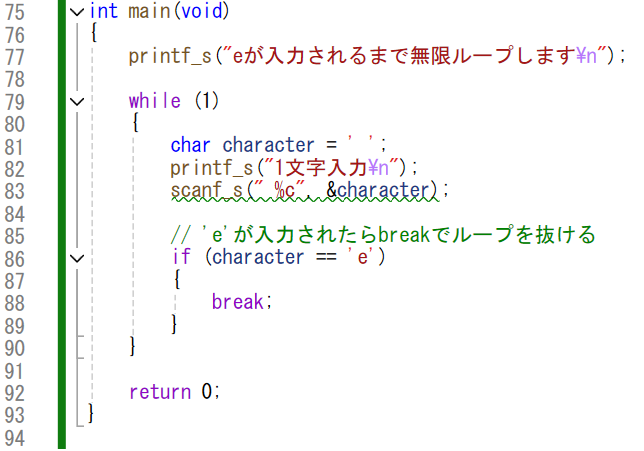 75 int main(void)
76 {
77 printf_s("eが入力されるまで無限ループします¥n");
78
79 while (1)
80 {
81 char character = ' ';
82 printf_s("1文字入力¥n");
83 scanf_s(" %c", &character);
84
85 // 'e'が入力されたらbreakでループを抜ける
86 if (character == 'e')
87 {
88 break;
89 }
90 }
91
92 return 0;
93 }
94